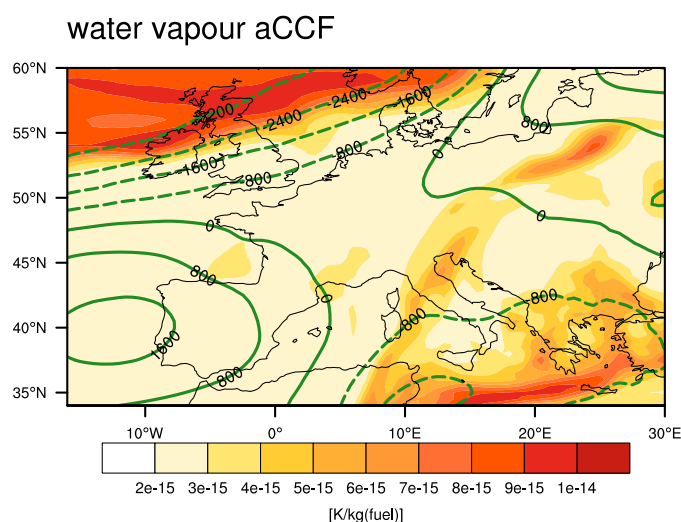 water vapour aCCF
60°N
55°N
50°N
45°N
40°N
35°N
-3200
-2400
-1600
-2400
-1600
-800
-800
800
0
0
0
800
0
-800
-800
1600
800
10°W
0°
10°E
20°E
30°E
2e-15
3e-15
4e-15
5e-15
6e-15
7e-15
8e-15
9e-15
1e-14
[K/kg(fuel)]